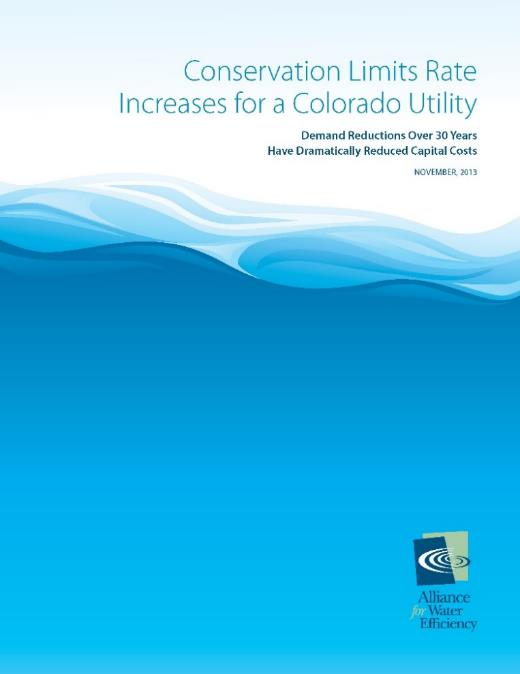 Conservation Limits Rate
Increases for a Colorado Utility
Demand Reductions Over 30 Years
Have Dramatically Reduced Capital Costs
NOVEMBER, 2013
Alliance
for Water
Efficiency